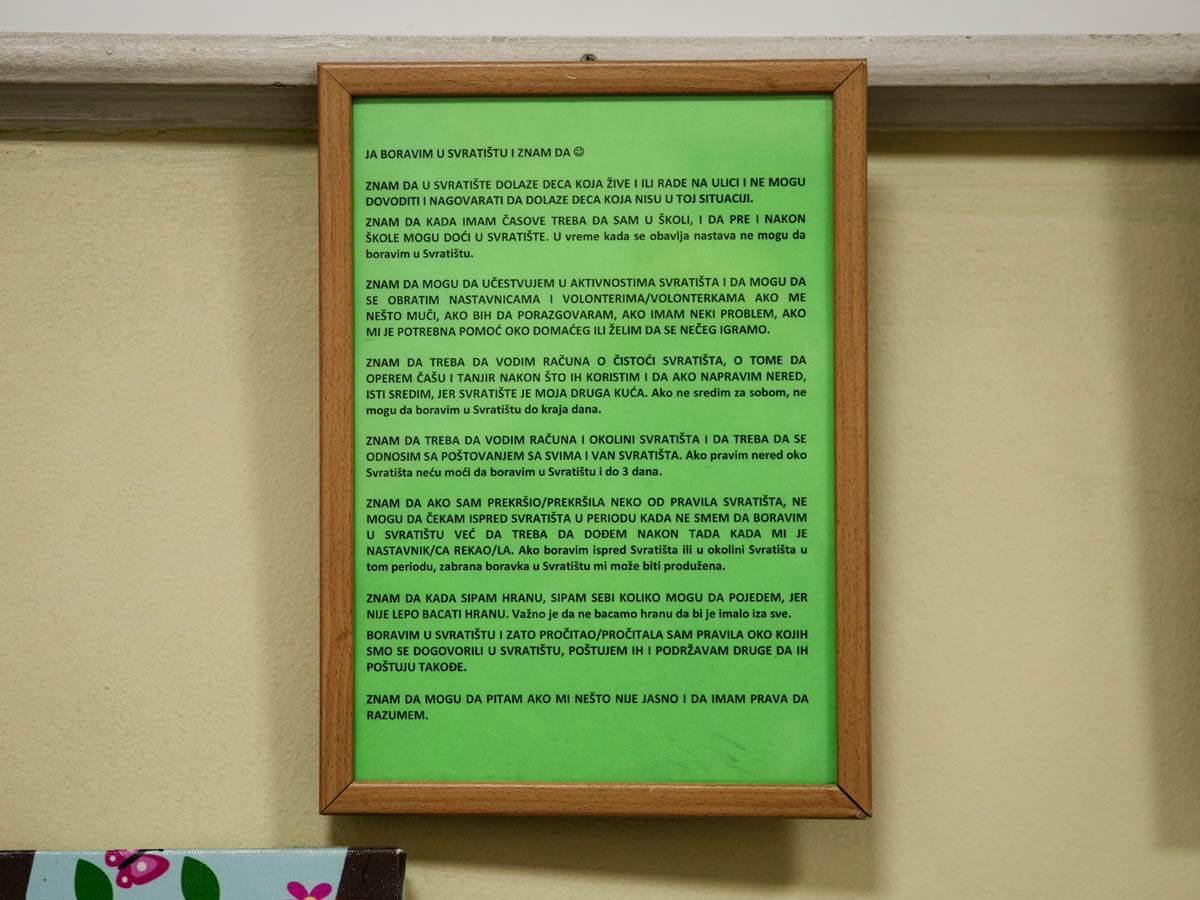 JA BORAVIM U SVRATIŠTU I ZNAM DA ☺
ZNAM DA U SVRATIŠTE DOLAZE DECA KOJA ŽIVE I ILI RADE NA ULICI I NE MOGU
DOVODITI I NAGOVARATI DA DOLAZE DECA KOJA NISU U TOJ SITUACIJI.
ZNAM DA KADA IMAM ČASOVE TREBA DA SAM U ŠKOLI, I DA PRE I NAKON
ŠKOLE MOGU DOĆI U SVRATIŠTE. U vreme kada se obavlja nastava ne mogu da
boravim u Svratištu.
ZNAM DA MOGU DA UČESTVUJEM U AKTIVNOSTIMA SVRATIŠTA I DA MOGU DA
SE OBRATIM NASTAVNICAMA I VOLONTERIMA/VOLONTERKAMA AKO ME
NEŠTO MUČI, AKO BIH DA PORAZGOVARAM, AKO IMAM NEKI PROBLEM, AKO
MI JE POTREBNA POMOĆ OKO DOMAĆEG ILI ŽELIM DA SE NEČEG IGRAMO.
ZNAM DA TREBA DA VODIM RAČUNA O ČISTOĆI SVRATIŠTA, O TOME DA
OPEREM ČAŠU I TANJIR NAKON ŠTO IH KORISTIM I DA AKO NAPRAVIM NERED,
ISTI SREDIM, JER SVRATIŠTE JE MOJA DRUGA KUĆA. Ako ne sredim za sobom, ne
mogu da boravim u Svratištu do kraja dana.
ZNAM DA TREBA DA VODIM RAČUNA I OKOLINI SVRATIŠTA I DA TREBA DA SE
ODNOSIM SA POŠTOVANJEM SA SVIMA I VAN SVRATIŠTA. Ako pravim nered oko
Svratišta neću moći da boravim u Svratištu i do 3 dana.
ZNAM DA AKO SAM PREKRŠIO/PREKRŠILA NEKO OD PRAVILA SVRATIŠTA, NE
MOGU DA ČEKAM ISPRED SVRATIŠTA U PERIODU KADA NE SMEM DA BORAVIM
U SVRATIŠTU VEĆ DA TREBA DA DOĐEM NAKON TADA KADA MI JE
NASTAVNIK/CA REKAO/LA. Ako boravim ispred Svratišta ili u okolini Svratišta u
tom periodu, zabrana boravka u Svratištu mi može biti produžena.
ZNAM DA KADA SIPAM HRANU, SIPAM SEBI KOLIKO MOGU DA POJEDEM, JER
NIJE LEPO BACATI HRANU. Važno je da ne bacamo hranu da bi je imalo iza sve.
BORAVIM U SVRATIŠTU I ZATO PROČITAO/PROČITALA SAM PRAVILA OKO KOJIH
SMO SE DOGOVORILI U SVRATIŠTU, POŠTUJEM IH I PODRŽAVAM DRUGE DA IH
POŠTUJU TAKOĐE.
ZNAM DA MOGU DA PITAM AKO MI NEŠTO NIJE JASNO I DA IMAM PRAVA DA
RAZUMEM.